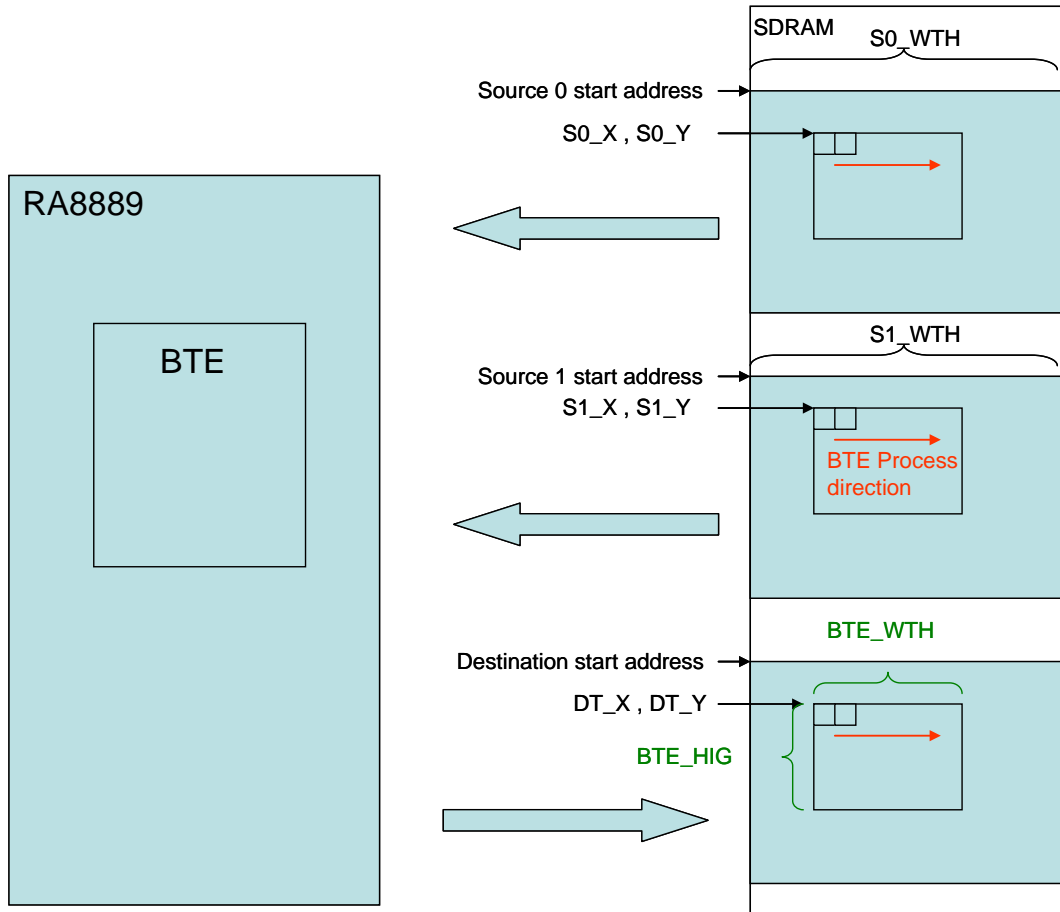 SDRAM
S0_WTH
Source 0 start address
S0_X , S0_Y
RA8889
BTE
S1_WTH
Source 1 start address
S1_X , S1_Y
BTE Process
direction
BTE_WTH
Destination start address
DT_X , DT_Y
BTE_HIG